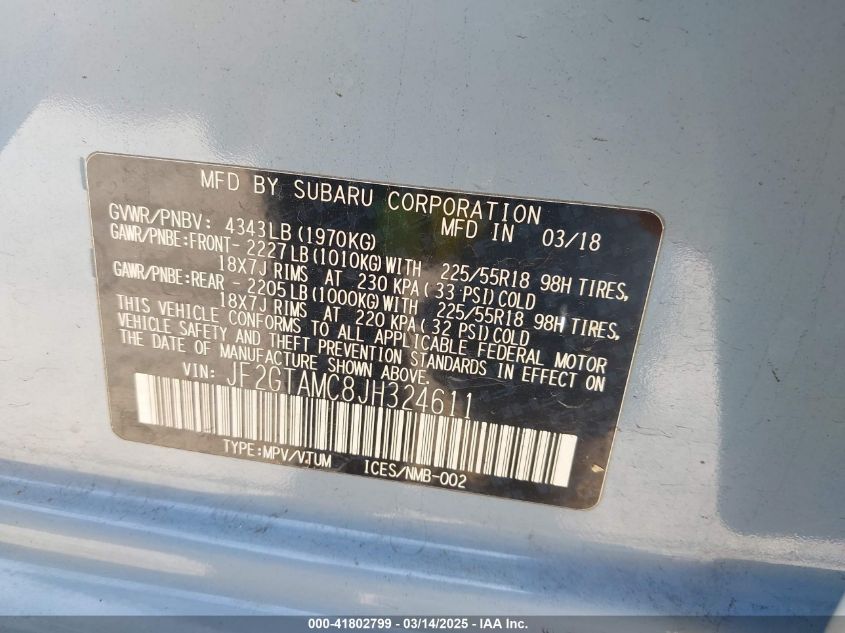 MFD BY SUBARU CORPORATION
GVWR/PNBV: 4343LB(1970KG) MFD IN 03/18
GAWR/PNBE:FRONT- 2227LB(1010KG)WITH 225/55R18 98H TIRES,
18X7J RIMS AT 230 KPA(33 PSI)COLD
GAWR/PNBE:REAR - 2205LB(1000KG)WITH 225/55R18 98H TIRES,
18X7J RIMS AT 220 KPA(32 PSI)COLD
THIS VEHICLE CONFORMS TO ALL APPLICABLE FEDERAL MOTOR
VEHICLE SAFETY AND THEFT PREVENTION STANDARDS IN EFFECT ON
THE DATE OF MANUFACTURE SHOWN ABOVE.
VIN: JF2GTAMC8JH324611
TYPE:MPV/V.TUM ICES/NMB-002
000-41802799 - 03/14/2025 - IAA Inc.